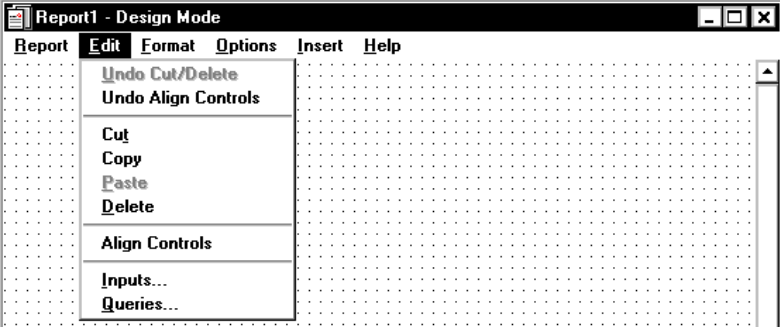 Report1 - Design Mode
Report Edit Format Options Insert Help
Undo Cut/Delete
Undo Align Controls
Cut
Copy
Paste
Delete
Align Controls
Inputs...
Queries...